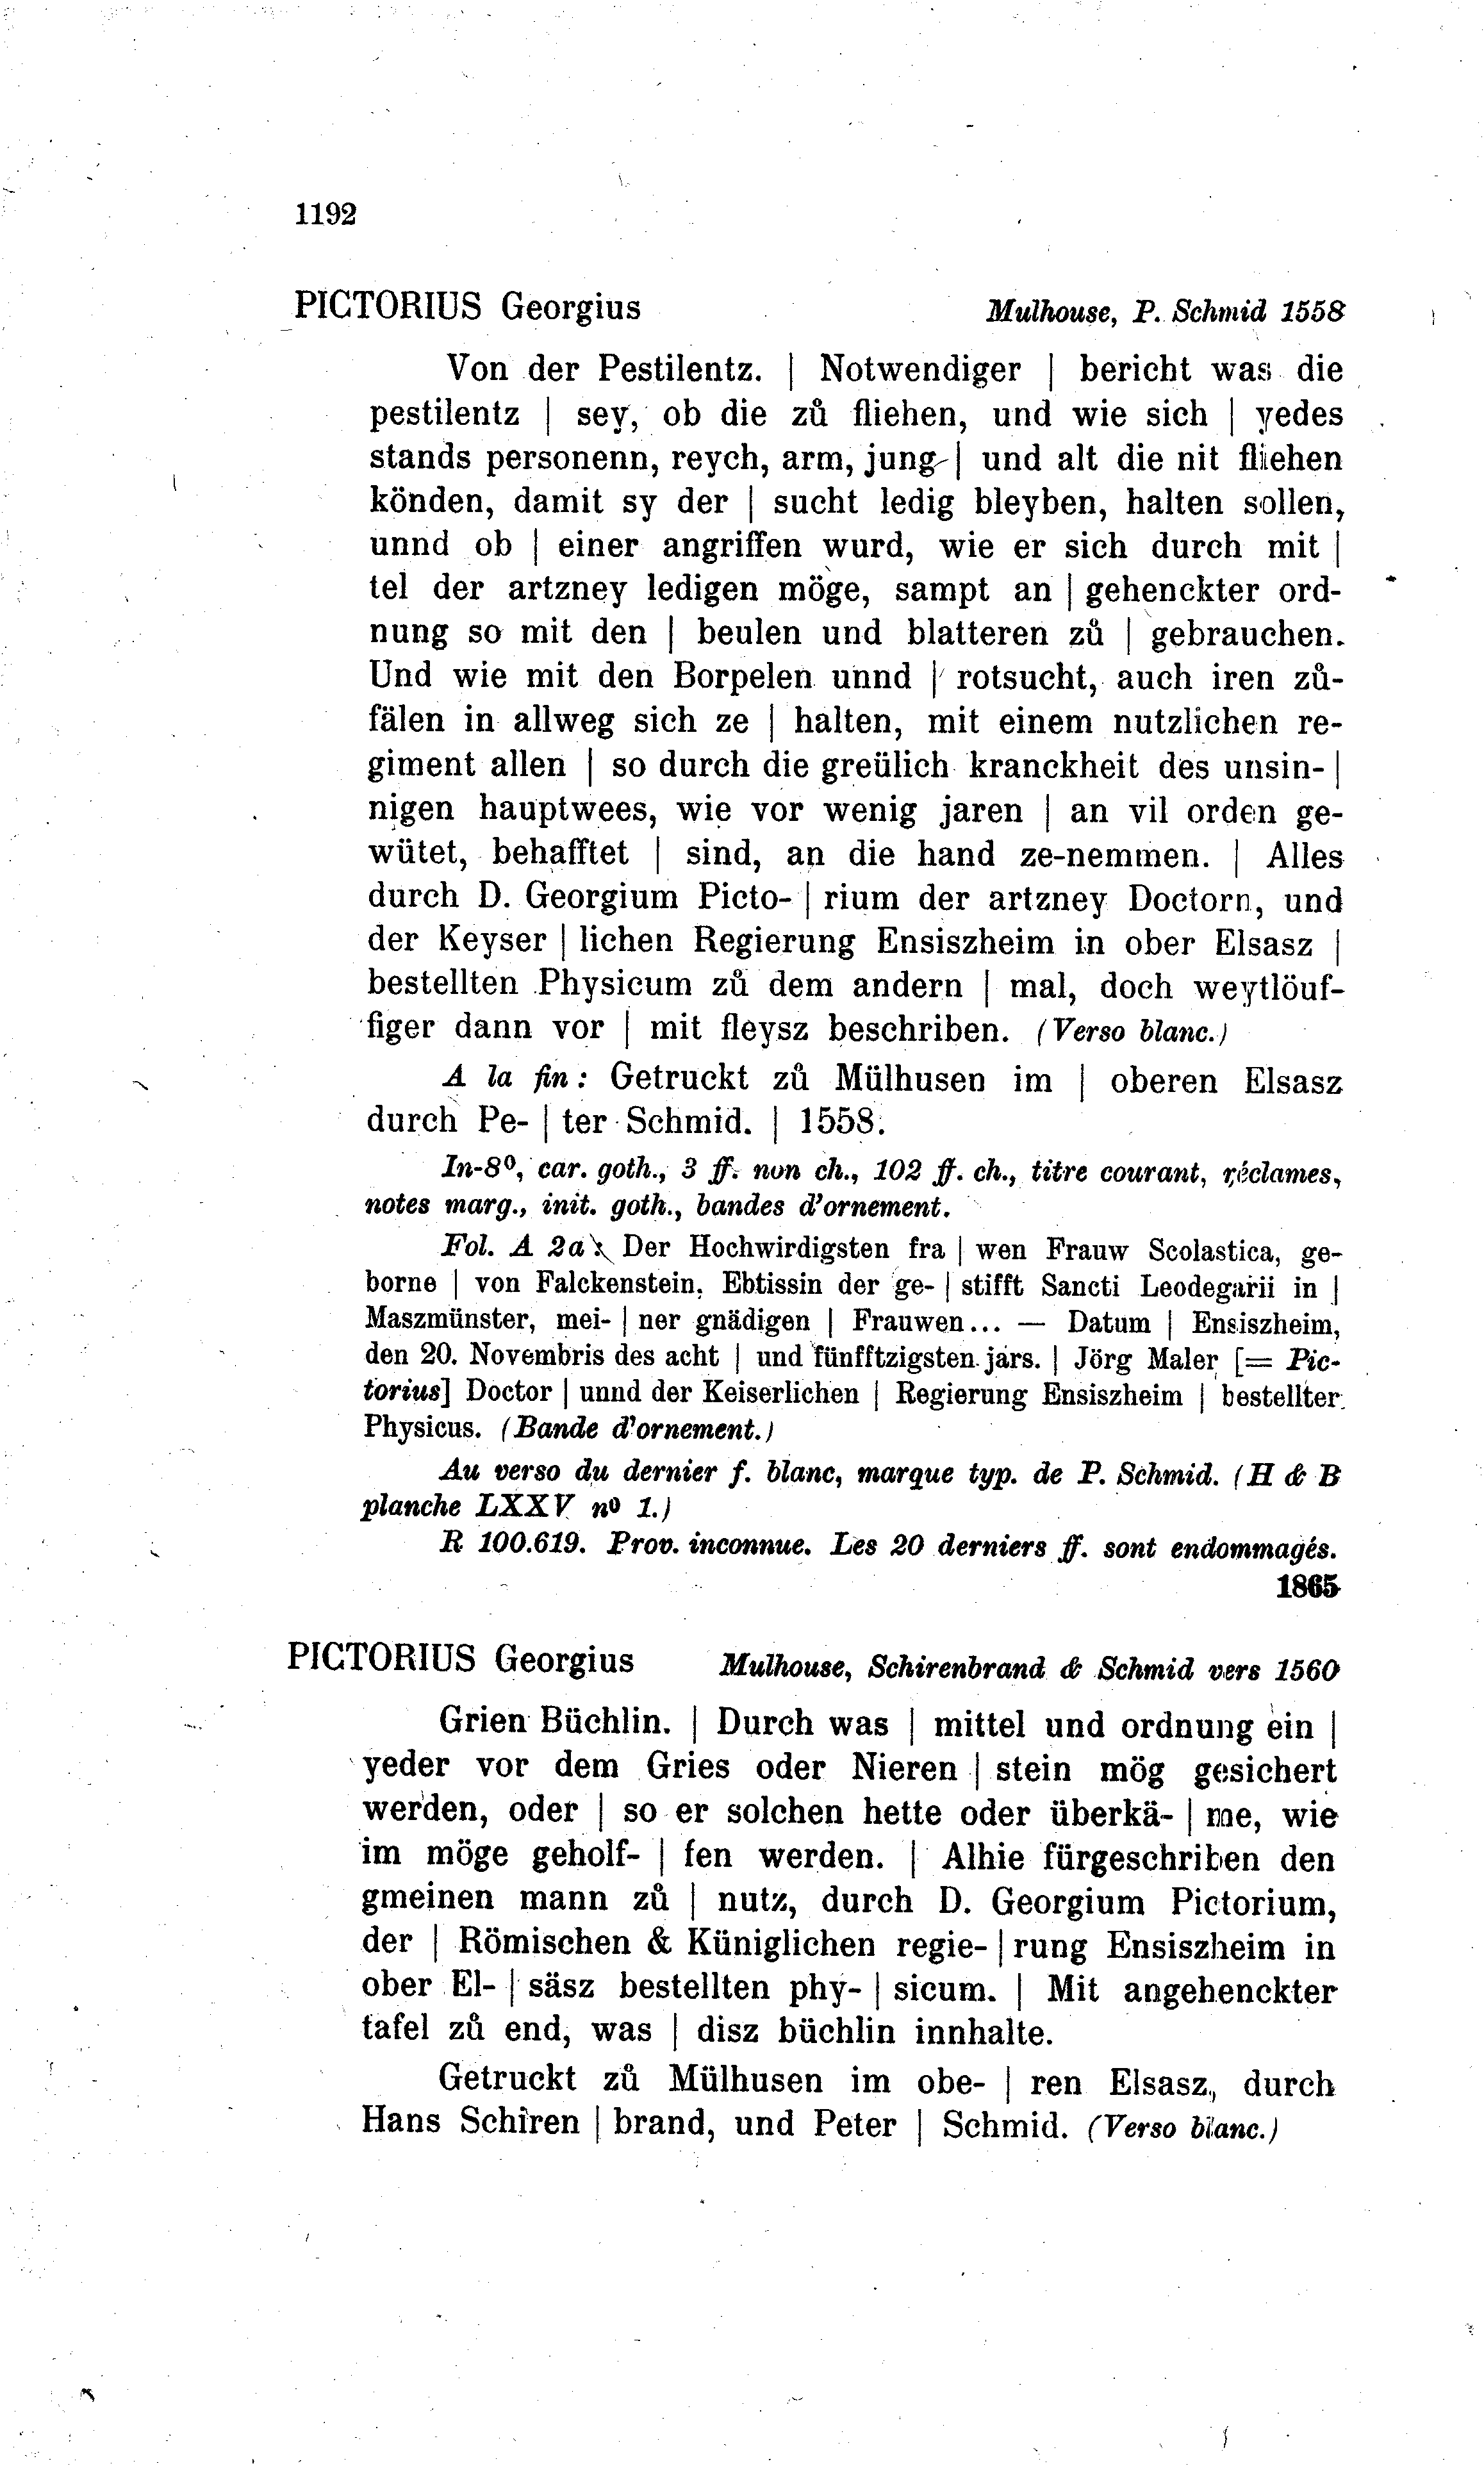 1192
PICTORIUS Georgius Mulhouse, P. Schmid 1558
Von der Pestilentz. | Notwendiger | bericht was die
pestilentz | sey, ob die zů fliehen, und wie sich | yedes
stands personenn, reych, arm, jung | und alt die nit fliehen
könden, damit sy der | sucht ledig bleyben, halten sollen,
unnd ob | einer angriffen wurd, wie er sich durch mit |
tel der artzney ledigen möge, sampt an | gehenckter ord-
nung so mit den | beulen und blatteren zů | gebrauchen.
Und wie mit den Borpelen unnd | rotsucht, auch iren zů-
fälen in allweg sich ze | halten, mit einem nutzlichen re-
giment allen | so durch die greülich kranckheit des unsin- |
nigen hauptwees, wie vor wenig jaren | an vil orden ge-
wütet, behafftet | sind, an die hand ze-nemmen. | Alles
durch D. Georgium Picto- | rium der artzney Doctorn, und
der Keyser | lichen Regierung Ensiszheim in ober Elsasz |
bestellten Physicum zů dem andern | mal, doch weytlöuf-
figer dann vor | mit fleysz beschriben. (Verso blanc.)
A la fin : Getruckt zů Mülhusen im | oberen Elsasz
durch Pe- | ter Schmid. | 1558.
In-8º, car. goth., 3 ff. non ch., 102 ff. ch., titre courant, réclames,
notes marg., init. goth., bandes d'ornement.
Fol. A 2a : Der Hochwirdigsten fra | wen Frauw Scolastica, ge-
borne | von Falckenstein, Ebtissin der ge- | stifft Sancti Leodegarii in |
Maszmünster, mei- | ner gnädigen | Frauwen... — Datum | Ensiszheim,
den 20. Novembris des acht | und fünfftzigsten jars. | Jörg Maler [= Pic-
torius] Doctor | unnd der Keiserlichen | Regierung Ensiszheim | bestellter
Physicus. (Bande d'ornement.)
Au verso du dernier f. blanc, marque typ. de P. Schmid. (H & B
planche LXXV nº 1.)
R 100.619. Prov. inconnue. Les 20 derniers ff. sont endommagés.
1865
PICTORIUS Georgius Mulhouse, Schirenbrand & Schmid vers 1560
Grien Büchlin. | Durch was | mittel und ordnung ein |
yeder vor dem Gries oder Nieren | stein mög gesichert
werden, oder | so er solchen hette oder überkä- | me, wie
im möge geholf- | fen werden. | Alhie fürgeschriben den
gmeinen mann zů | nutz, durch D. Georgium Pictorium,
der | Römischen & Küniglichen regie- | rung Ensiszheim in
ober El- | säsz bestellten phy- | sicum. | Mit angehenckter
tafel zů end, was | disz büchlin innhalte.
Getruckt zů Mülhusen im obe- | ren Elsasz, durch
Hans Schiren | brand, und Peter | Schmid. (Verso blanc.)